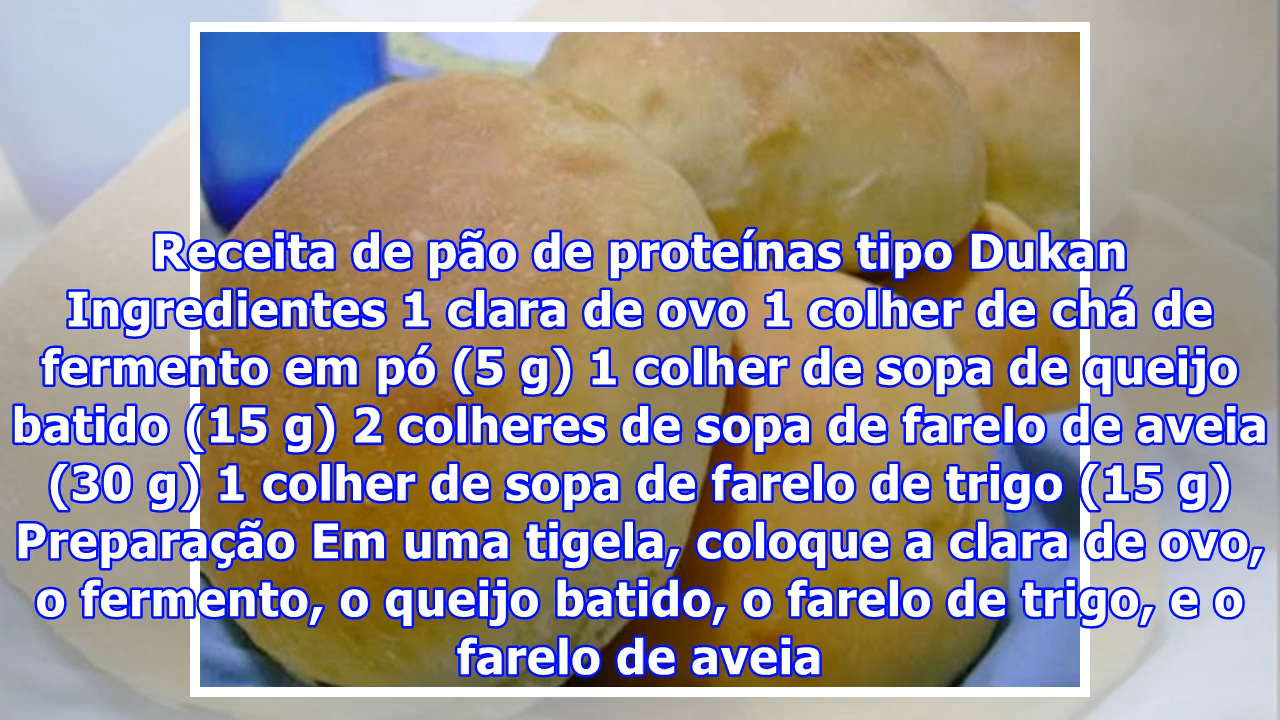 Receita de pão de proteínas tipo Dukan
Ingredientes 1 clara de ovo 1 colher de chá de
fermento em pó (5 g) 1 colher de sopa de queijo
batido (15 g) 2 colheres de sopa de farelo de aveia
(30 g) 1 colher de sopa de farelo de trigo (15 g)
Preparação Em uma tigela, coloque a clara de ovo,
o fermento, o queijo batido, o farelo de trigo, e o
farelo de aveia